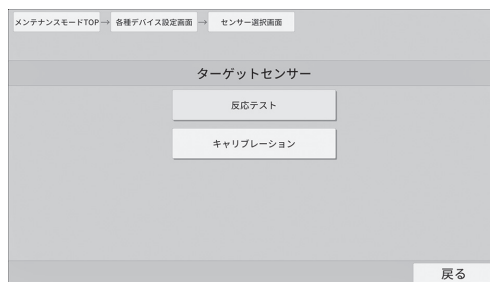 メンテナンスモードTOP → 各種デバイス設定画面 → センサー選択画面
ターゲットセンサー
反応テスト
キャリブレーション
戻る